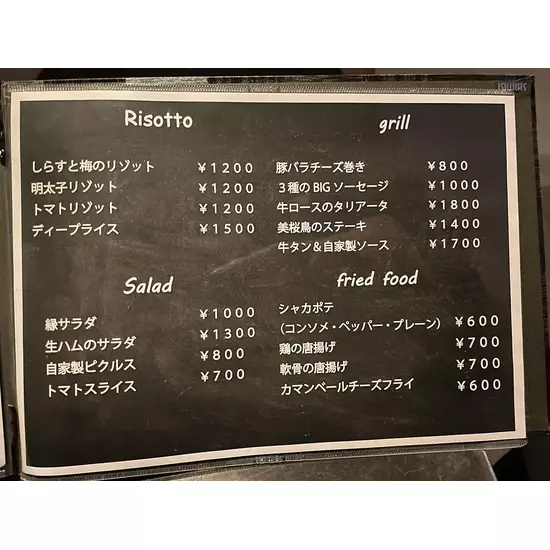 Risotto
しらすと梅のリゾット ￥1200
明太子リゾット ￥1200
トマトリゾット ￥1200
ディープライス ￥1500
grill
豚バラチーズ巻き ￥800
３種のBIGソーセージ ￥1000
牛ロースのタリアータ ￥1800
美桜鳥のステーキ ￥1400
牛タン＆自家製ソース ￥1700
Salad
縁サラダ ￥1000
生ハムのサラダ ￥1300
自家製ピクルス ￥800
トマトスライス ￥700
fried food
シャカポテ
（コンソメ・ペッパー・プレーン） ￥600
鶏の唐揚げ ￥700
軟骨の唐揚げ ￥700
カマンベールチーズフライ ￥600